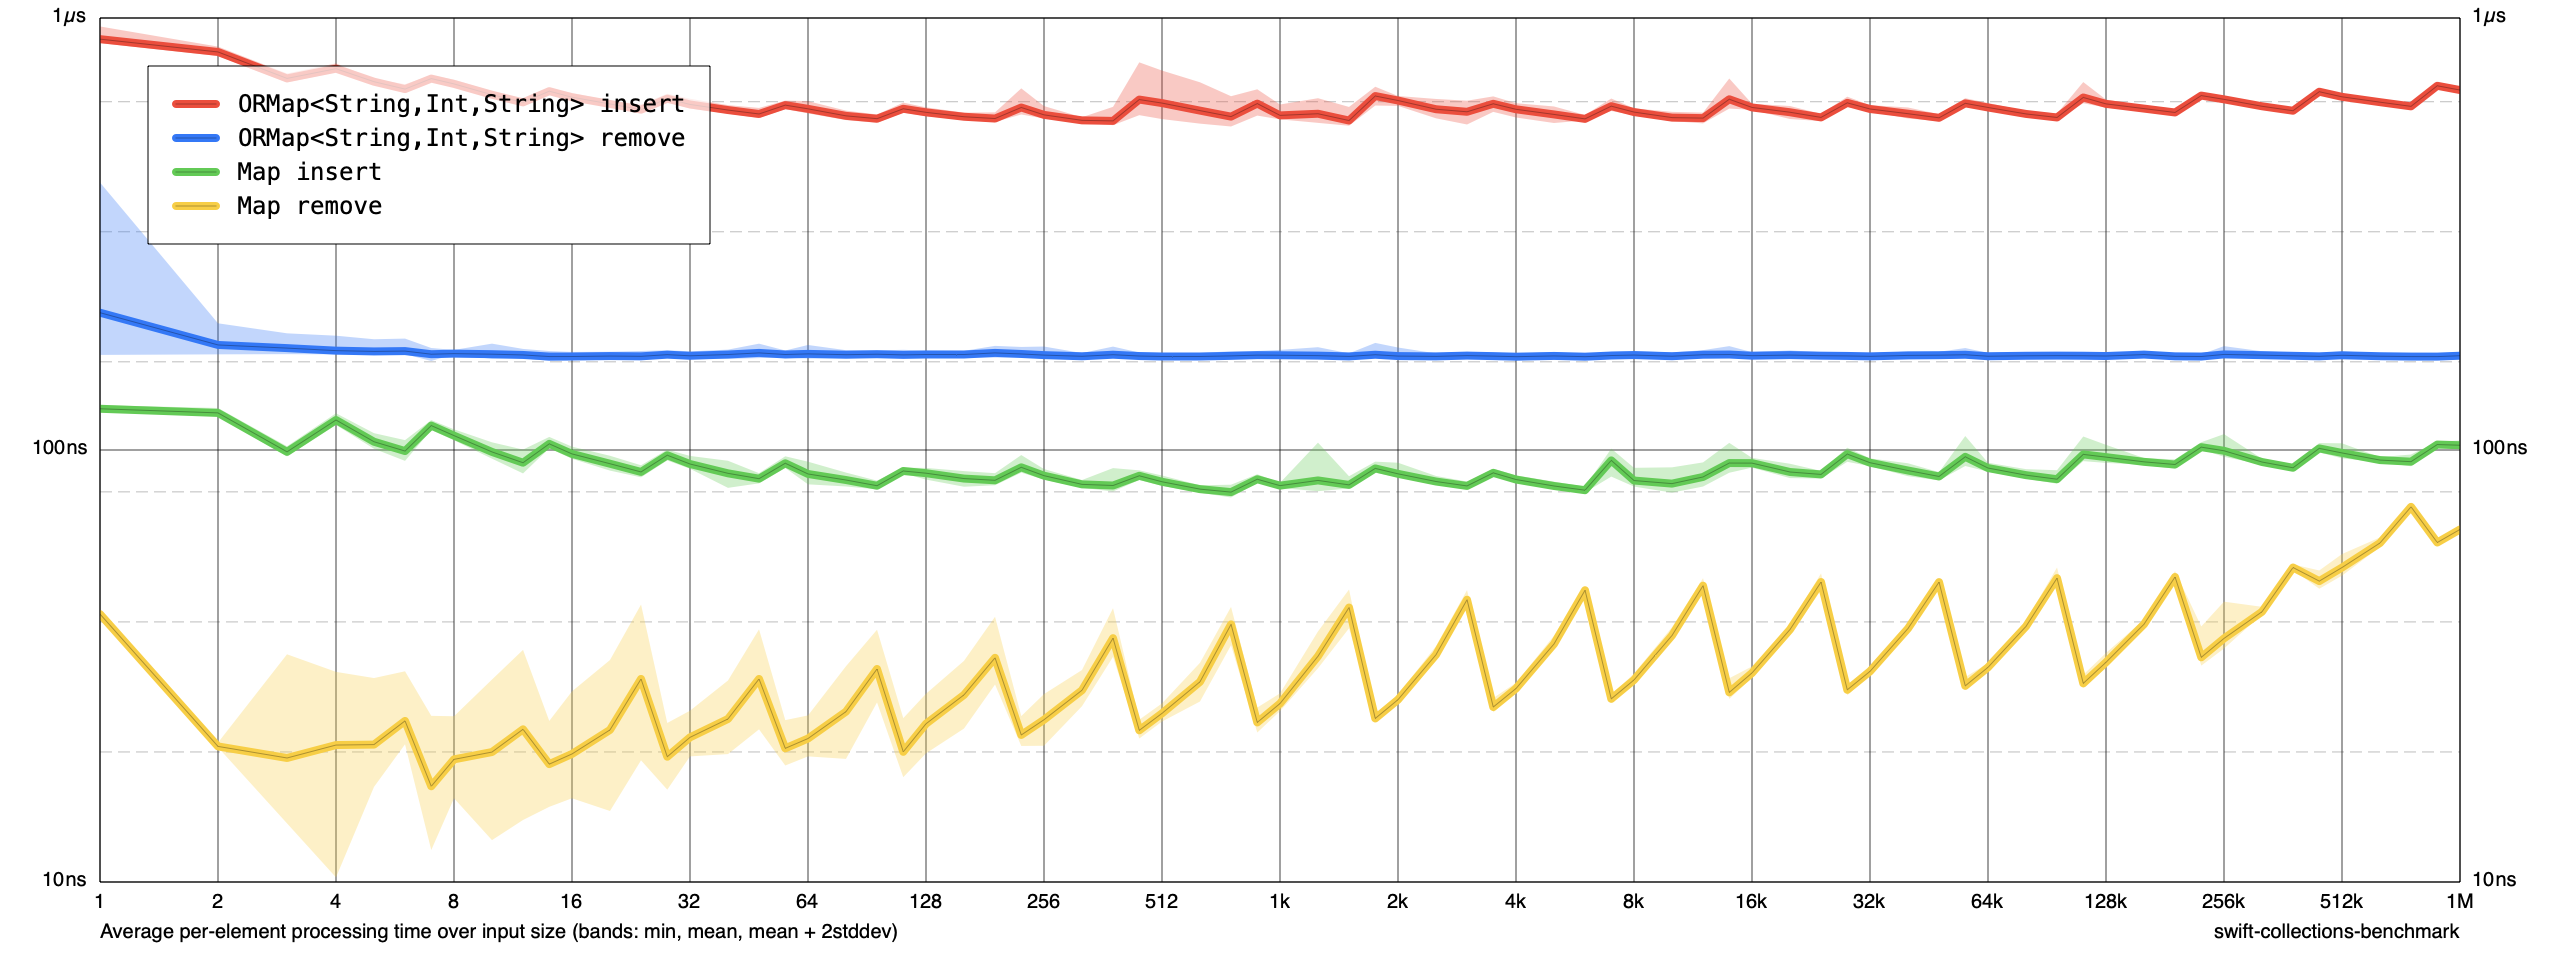 1µs 1µs
ORMap<String,Int,String> insert
ORMap<String,Int,String> remove
Map insert
Map remove
100ns 100ns
10ns 10ns
1 2 4 8 16 32 64 128 256 512 1k 2k 4k 8k 16k 32k 64k 128k 256k 512k 1M
Average per-element processing time over input size (bands: min, mean, mean + 2stddev) swift-collections-benchmark